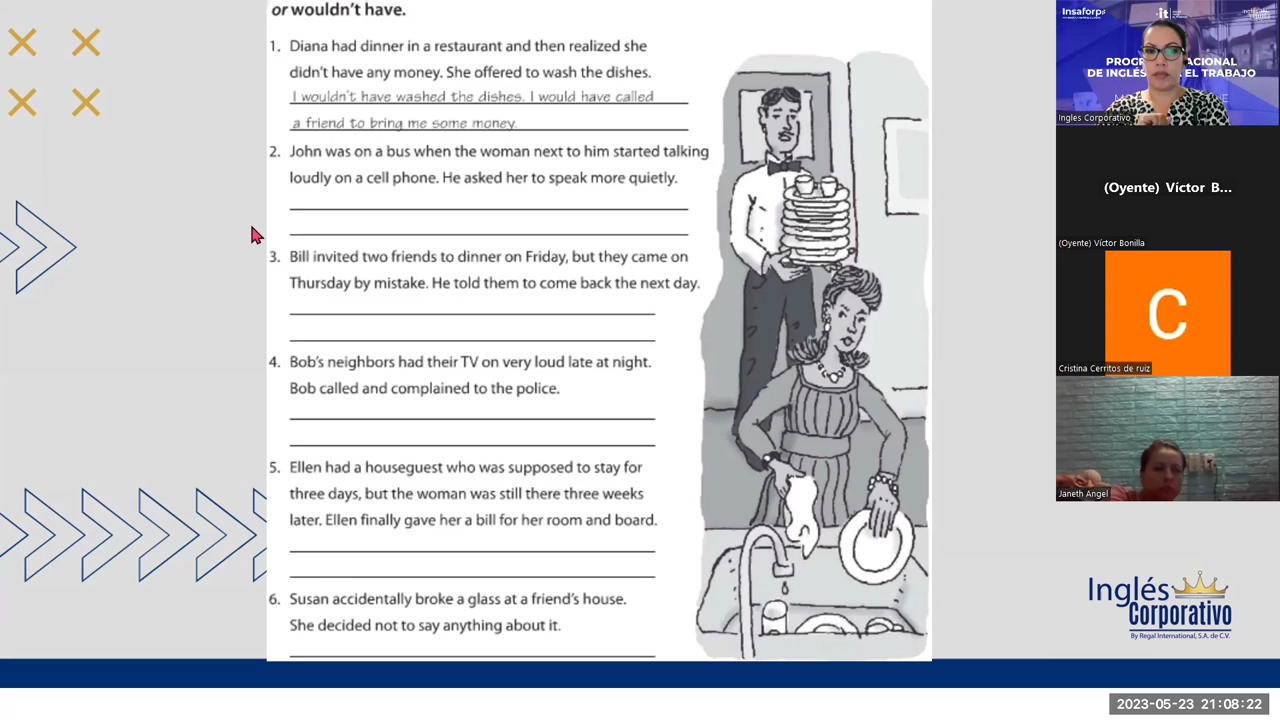 or wouldn't have.
1. Diana had dinner in a restaurant and then realized she
didn't have any money. She offered to wash the dishes.
I wouldn't have washed the dishes. I would have called
a friend to bring me some money.
2. John was on a bus when the woman next to him started talking
loudly on a cell phone. He asked her to speak more quietly.
3. Bill invited two friends to dinner on Friday, but they came on
Thursday by mistake. He told them to come back the next day.
4. Bob's neighbors had their TV on very loud late at night.
Bob called and complained to the police.
5. Ellen had a houseguest who was supposed to stay for
three days, but the woman was still there three weeks
later. Ellen finally gave her a bill for her room and board.
6. Susan accidentally broke a glass at a friend's house.
She decided not to say anything about it.
Insaforp
Ingles Corporativo
(Oyente) Víctor B...
(Oyente) Víctor Bonilla
C
Cristina Cerritos de ruiz
Janeth Angel
Inglés
Corporativo
By Regal International, S.A. de C.V.
2023-05-23 21:08:22